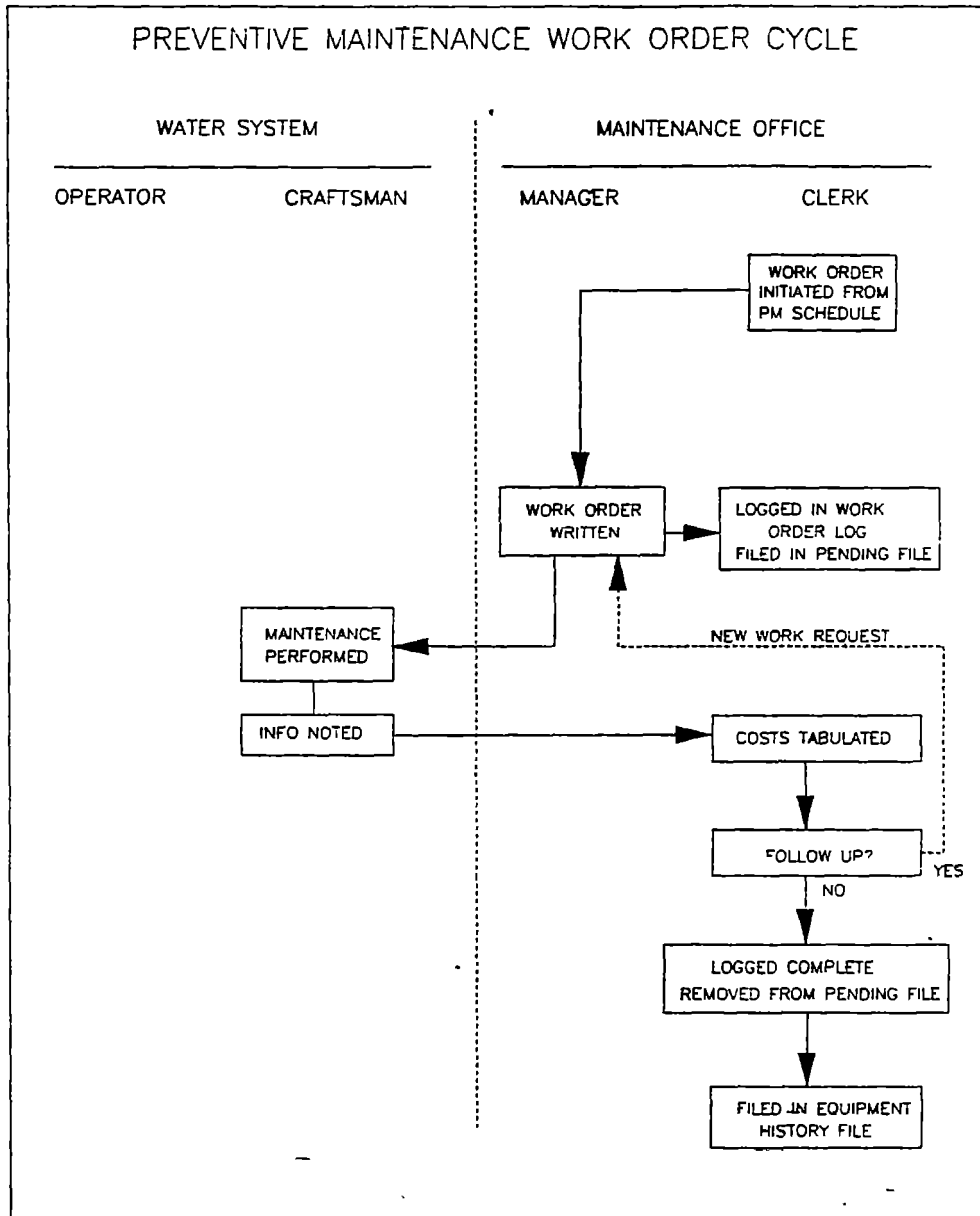 PREVENTIVE MAINTENANCE WORK ORDER CYCLE
WATER SYSTEM
MAINTENANCE OFFICE
OPERATOR
CRAFTSMAN
MANAGER
CLERK
WORK ORDER
INITIATED FROM
PM SCHEDULE
WORK ORDER
WRITTEN
LOGGED IN WORK
ORDER LOG
FILED IN PENDING FILE
MAINTENANCE
PERFORMED
NEW WORK REQUEST
INFO NOTED
COSTS TABULATED
FOLLOW UP?
YES
NO
LOGGED COMPLETE
REMOVED FROM PENDING FILE
FILED IN EQUIPMENT
HISTORY FILE